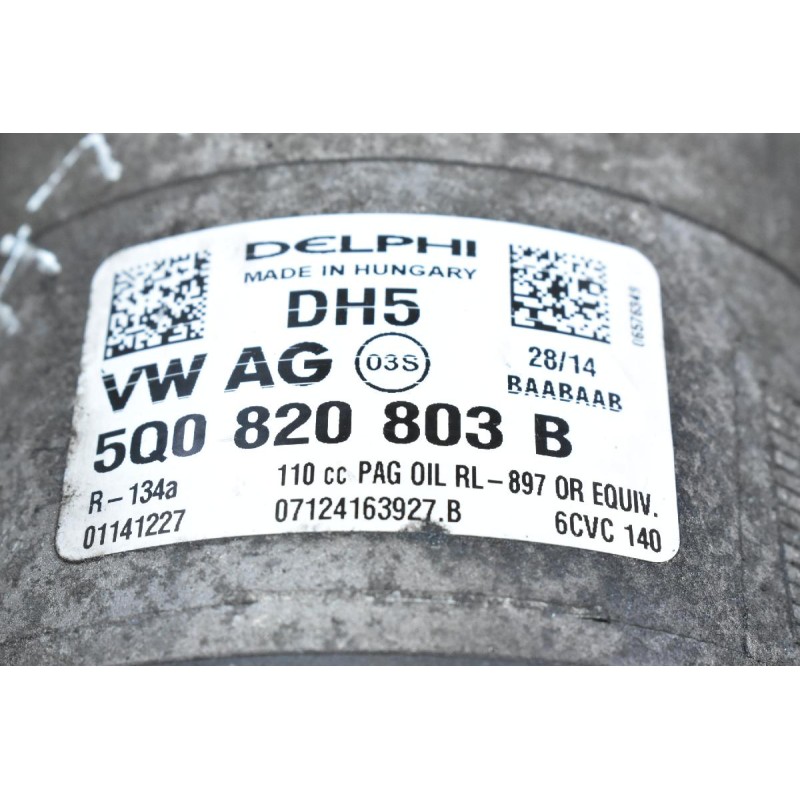 DELPHI
MADE IN HUNGARY
DH5
VW AG 03S
28/14
BAABAAB
5Q0 820 803 B
R-134a 110 cc PAG OIL RL-897 OR EQUIV.
01141227 07124163927.B 6CVC 140